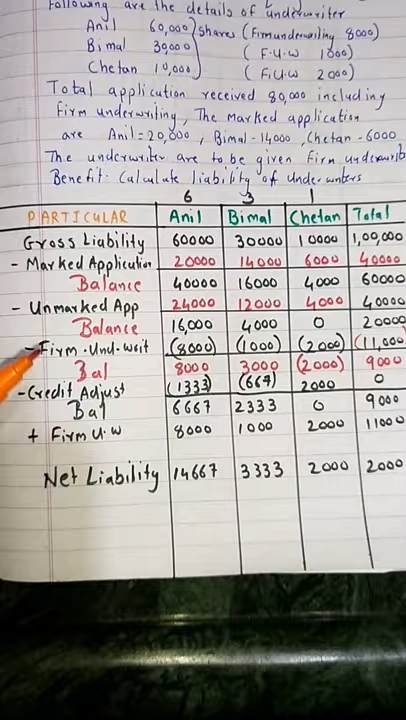 Following are the details of underwriter
Anil 60,000 shares (Firm underwriting 8000)
Bimal 30000 (F.U.W 1000)
Chetan 10,000 (F.U.W 2000)
Total application received 80,000 including
Firm underwriting, The Marked application
are Anil=20,000, Bimal-14000, Chetan-6000
The underwriter are to be given Firm
Benefit. Calculate liability of Underwriters
6 3 1
PARTICULAR Anil Bimal Chetan Total
Gross Liability 60000 30000 10000 1,00,000
- Marked Application 20000 14000 6000 40000
Balance 40000 16000 4000 60000
- Unmarked App 24000 12000 4000 40000
Balance 16,000 4000 0 20000
- Firm-Und-writ (8000) (1000) (2000) (11,000
Bal 8000 3000 (2000) 9000
- Credit Adjust (1333) (667) 2000 0
Bal 6667 2333 0 9000
+ Firm U.W 8000 1000 2000 11000
Net Liability 14667 3333 2000 2000